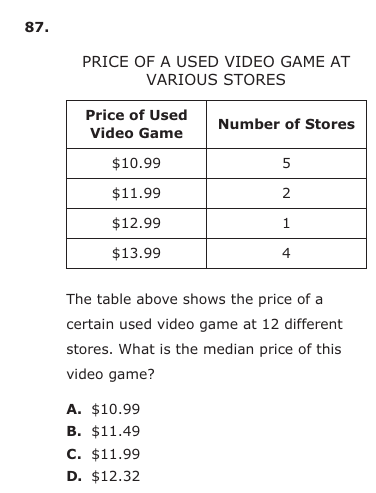 87.
PRICE OF A USED VIDEO GAME AT
VARIOUS STORES
Price of Used
Video Game
Number of Stores
$10.99 5
$11.99 2
$12.99 1
$13.99 4
The table above shows the price of a
certain used video game at 12 different
stores. What is the median price of this
video game?
A. $10.99
B. $11.49
C. $11.99
D. $12.32